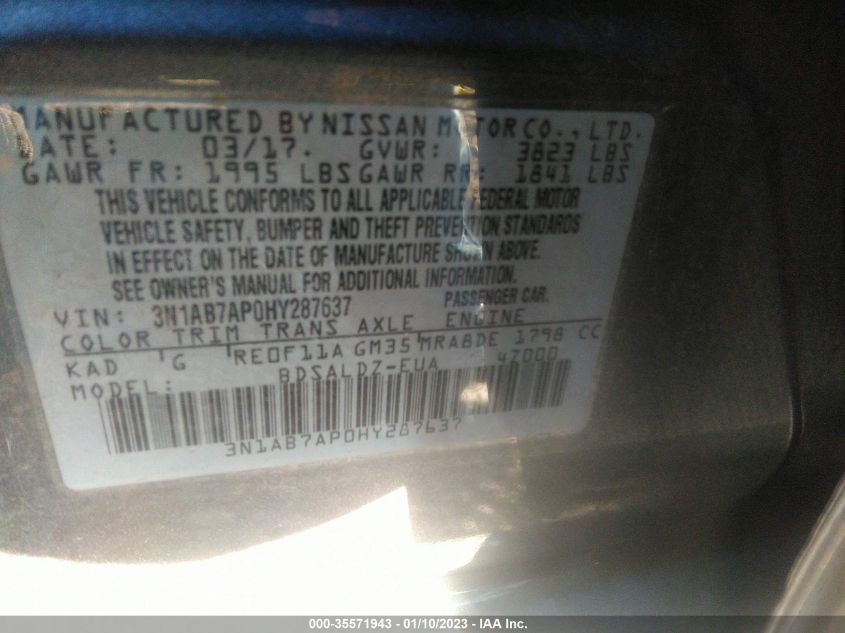 MANUFACTURED BY NISSAN MOTOR CO., LTD.
DATE: 03/17. GVWR: 3823 LBS
GAWR FR: 1995 LBS GAWR RR: 1841 LBS
THIS VEHICLE CONFORMS TO ALL APPLICABLE FEDERAL MOTOR
VEHICLE SAFETY, BUMPER AND THEFT PREVENTION STANDARDS
IN EFFECT ON THE DATE OF MANUFACTURE SHOWN ABOVE.
SEE OWNER'S MANUAL FOR ADDITIONAL INFORMATION.
VIN: 3N1AB7AP0HY287637 PASSENGER CAR.
COLOR TRIM TRANS AXLE ENGINE
KAD G RE0F11A GM35 MRA8DE 1798 CC
MODEL: BDSALDZ-EUA 47000
3N1AB7AP0HY287637
000-35571943 - 01/10/2023 - IAA Inc.